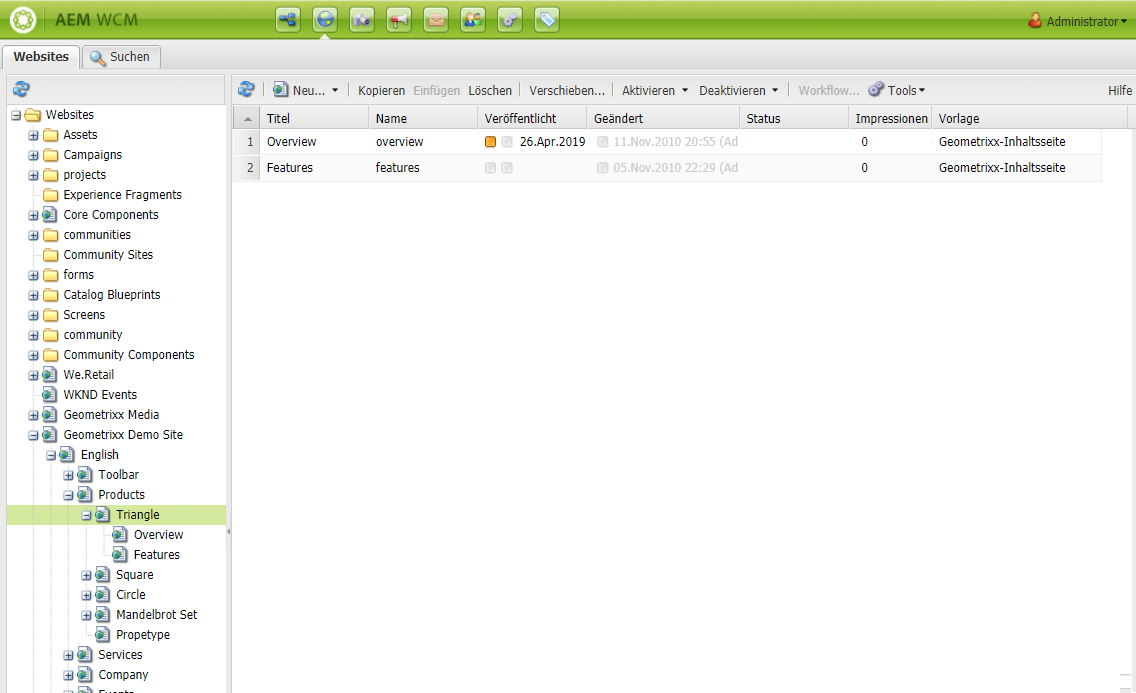 AEM WCM
Administrator
Websites
Suchen
Neu... Kopieren Einfügen Löschen Verschieben... Aktivieren Deaktivieren Workflow... Tools Hilfe
Titel Name Veröffentlicht Geändert Status Impressionen Vorlage
1 Overview overview 26.Apr.2019 11.Nov.2010 20:55 (Ad 0 Geometrixx-Inhaltsseite
2 Features features 05.Nov.2010 22:29 (Ad 0 Geometrixx-Inhaltsseite
Websites
Assets
Campaigns
projects
Experience Fragments
Core Components
communities
Community Sites
forms
Catalog Blueprints
Screens
community
Community Components
We.Retail
WKND Events
Geometrixx Media
Geometrixx Demo Site
English
Toolbar
Products
Triangle
Overview
Features
Square
Circle
Mandelbrot Set
Propetype
Services
Company